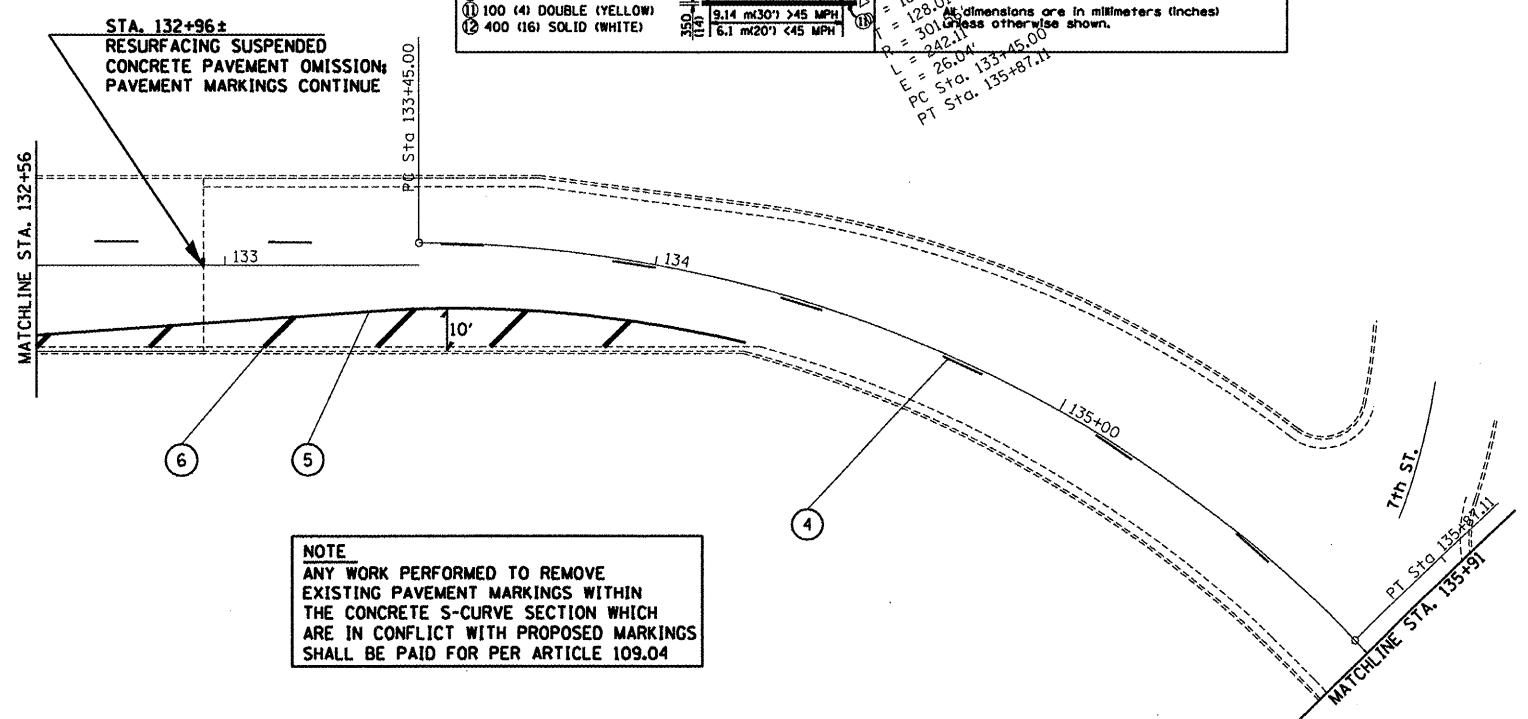 ⑪ 100 (4) DOUBLE (YELLOW)
⑫ 400 (16) SOLID (WHITE)
350
(14)
9.14 m(30') >45 MPH
6.1 m(20') <45 MPH
All dimensions are in millimeters (inches)
unless otherwise shown.
R = 301.
L = 242.11'
E = 26.04'
PC Sta. 133+45.00
PT Sta. 135+87.11
STA. 132+96±
RESURFACING SUSPENDED
CONCRETE PAVEMENT OMISSION;
PAVEMENT MARKINGS CONTINUE
PC Sta 133+45.00
MATCHLINE STA. 132+56
133
134
10'
135+00
6
5
4
7th ST.
PT Sta 135+87.11
MATCHLINE STA. 135+91
NOTE
ANY WORK PERFORMED TO REMOVE
EXISTING PAVEMENT MARKINGS WITHIN
THE CONCRETE S-CURVE SECTION WHICH
ARE IN CONFLICT WITH PROPOSED MARKINGS
SHALL BE PAID FOR PER ARTICLE 109.04